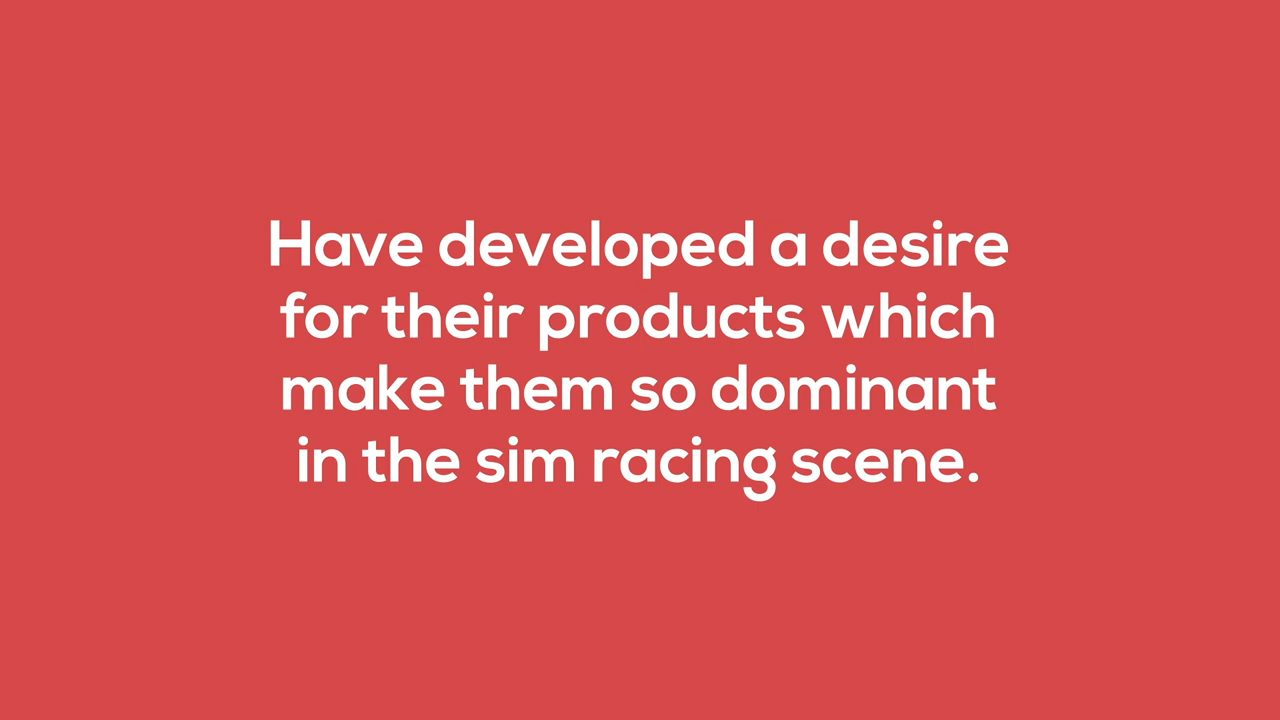 Have developed a desire
for their products which
make them so dominant
in the sim racing scene.